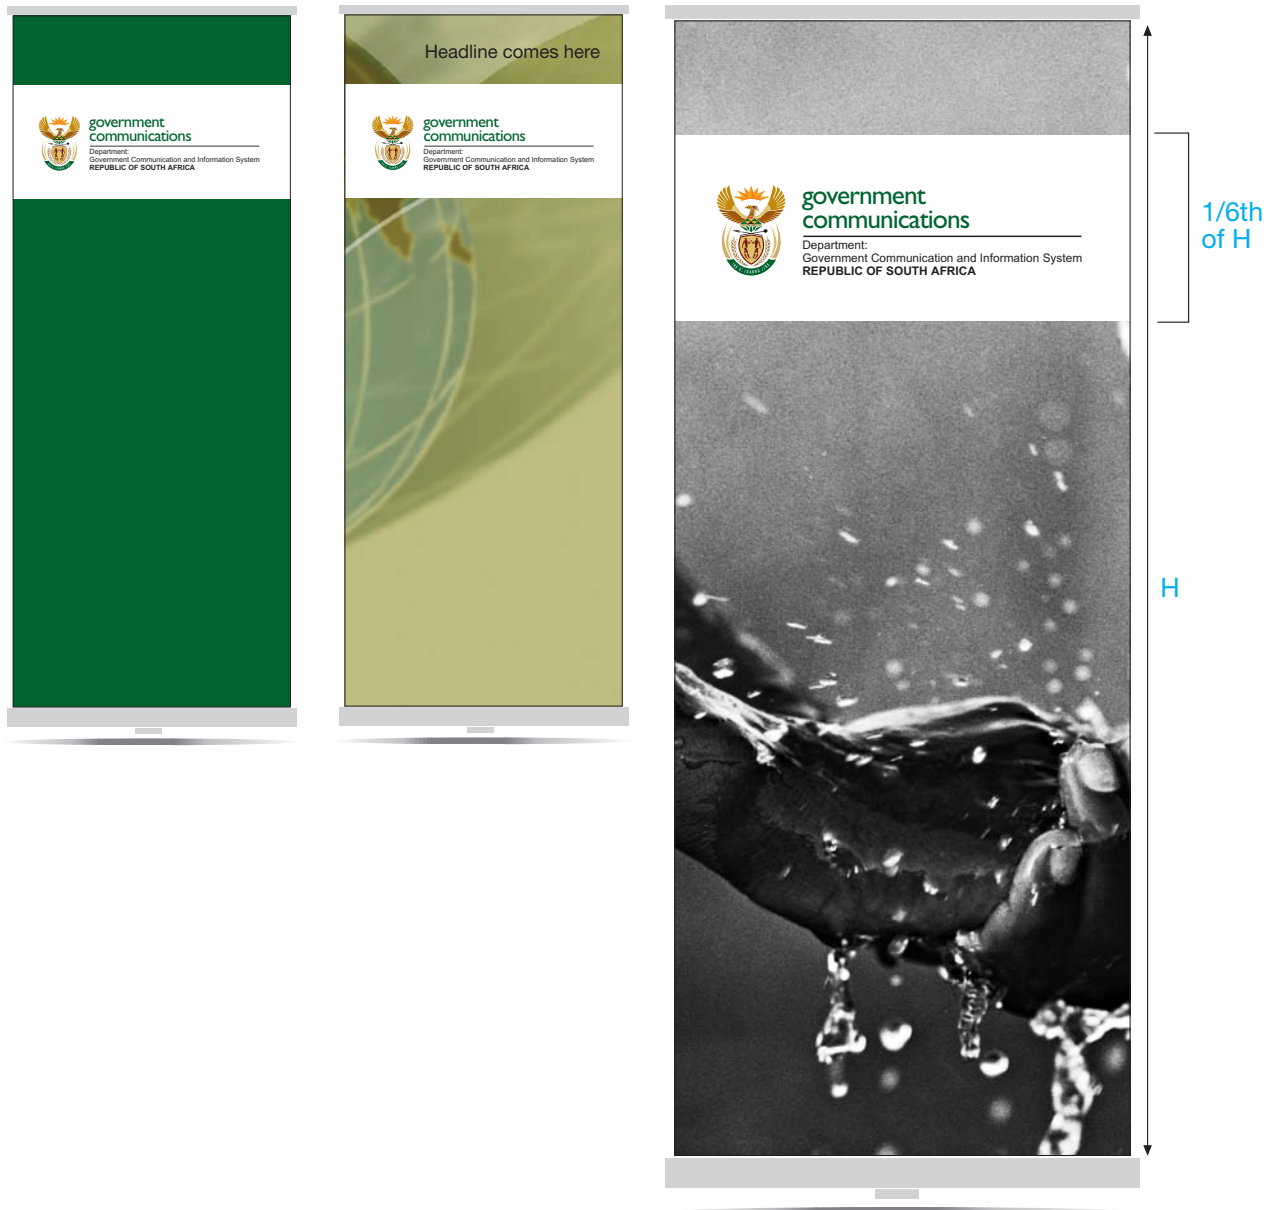 government
communications
Department:
Government Communication and Information System
REPUBLIC OF SOUTH AFRICA
Headline comes here
government
communications
Department:
Government Communication and Information System
REPUBLIC OF SOUTH AFRICA
government
communications
Department:
Government Communication and Information System
REPUBLIC OF SOUTH AFRICA
1/6th
of H
H